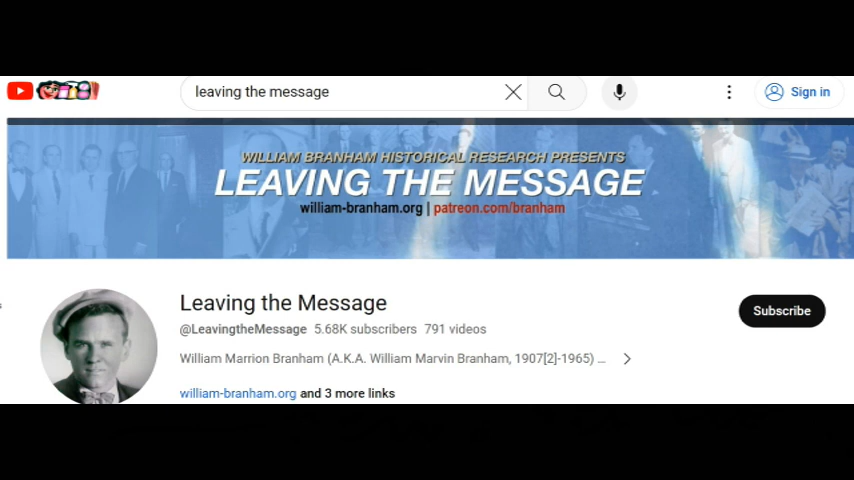 leaving the message
Sign in
WILLIAM BRANHAM HISTORICAL RESEARCH PRESENTS
LEAVING THE MESSAGE
william-branham.org | patreon.com/branham
Leaving the Message
@LeavingtheMessage 5.68K subscribers 791 videos
Subscribe
William Marrion Branham (A.K.A. William Marvin Branham, 1907[2]-1965) ...
william-branham.org and 3 more links